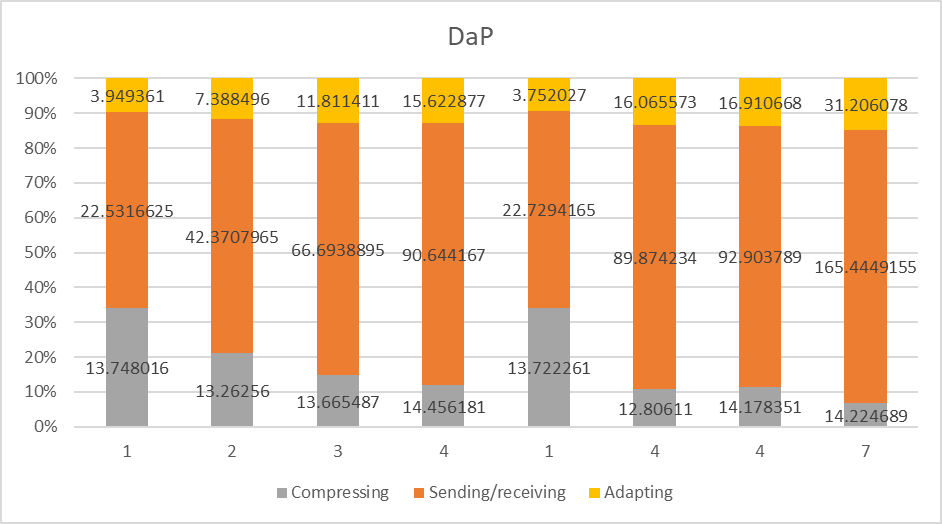 DaP
100%
90%
80%
70%
60%
50%
40%
30%
20%
10%
0%
3.949361 7.388496 11.811411 15.622877 3.752027 16.065573 16.910668 31.206078
22.5316625 42.3707965 66.6938895 90.644167 22.7294165 89.874234 92.903789 165.4449155
13.748016 13.26256 13.665487 14.456181 13.722261 12.80611 14.178351 14.224689
1 2 3 4 1 4 4 7
Compressing Sending/receiving Adapting